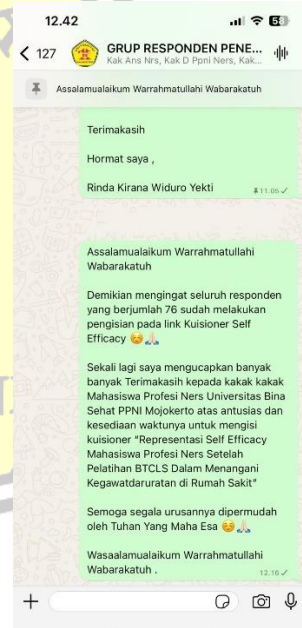 12.42
53
127
GRUP RESPONDEN PENE...
Kak Ans Nrs, Kak D Ppni Ners, Kak...
Assalamualaikum Warrahmatullahi Wabarakatuh
Terimakasih
Hormat saya ,
Rinda Kirana Widuro Yekti
11.05
Assalamualaikum Warrahmatullahi
Wabarakatuh
Demikian mengingat seluruh responden
yang berjumlah 76 sudah melakukan
pengisian pada link Kuisioner Self
Efficacy ☺️🙏🏻
Sekali lagi saya mengucapkan banyak
banyak Terimakasih kepada kakak kakak
Mahasiswa Profesi Ners Universitas Bina
Sehat PPNI Mojokerto atas antusias dan
kesediaan waktunya untuk mengisi
kuisioner "Representasi Self Efficacy
Mahasiswa Profesi Ners Setelah
Pelatihan BTCLS Dalam Menangani
Kegawatdaruratan di Rumah Sakit"
Semoga segala urusannya dipermudah
oleh Tuhan Yang Maha Esa ☺️🙏🏻
Wasaalamualaikum Warrahmatullahi
Wabarakatuh .
12.16